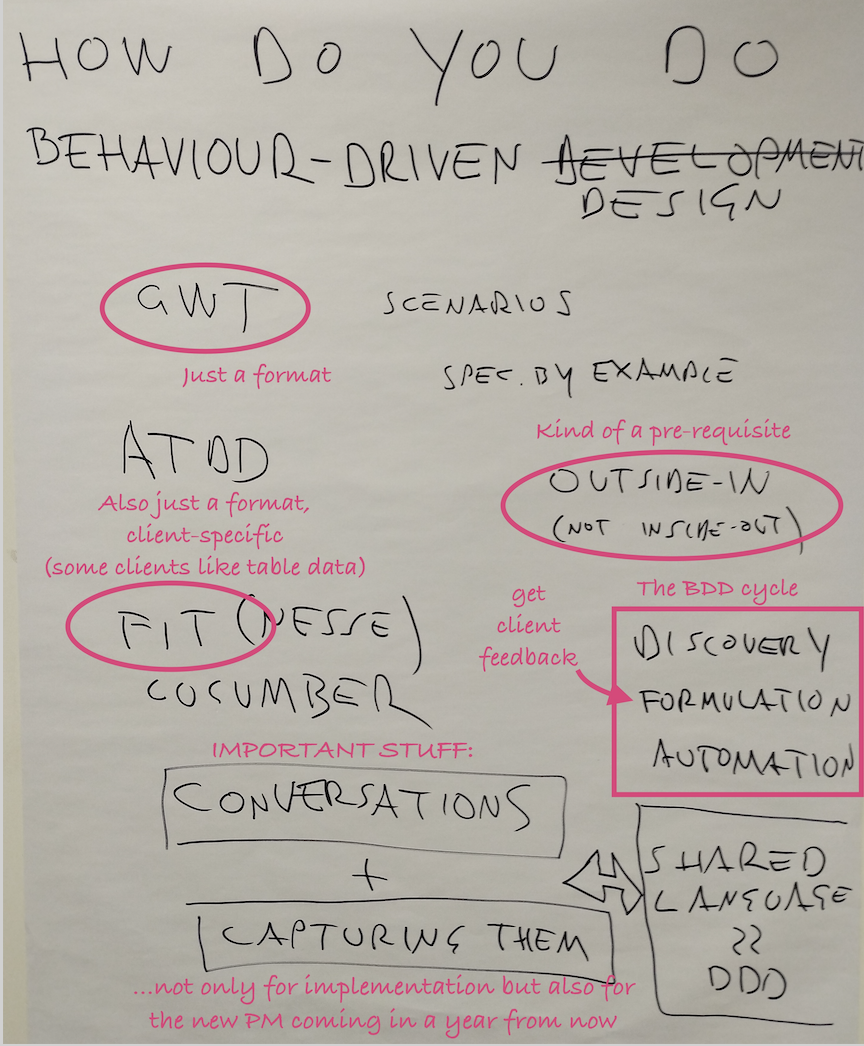 HOW DO YOU DO
BEHAVIOUR-DRIVEN DEVELOPMENT
DESIGN
GWT
SCENARIOS
Just a format
SPEC. BY EXAMPLE
ATDD
Kind of a pre-requisite
OUTSIDE-IN
(NOT INSIDE-OUT)
Also just a format,
client-specific
(some clients like table data)
FIT (NESSE)
CUCUMBER
The BDD cycle
get
client
feedback
DISCOVERY
FORMULATION
AUTOMATION
IMPORTANT STUFF:
CONVERSATIONS
+
CAPTURING THEM
SHARED
LANGUAGE
??
DDD
...not only for implementation but also for
the new PM coming in a year from now